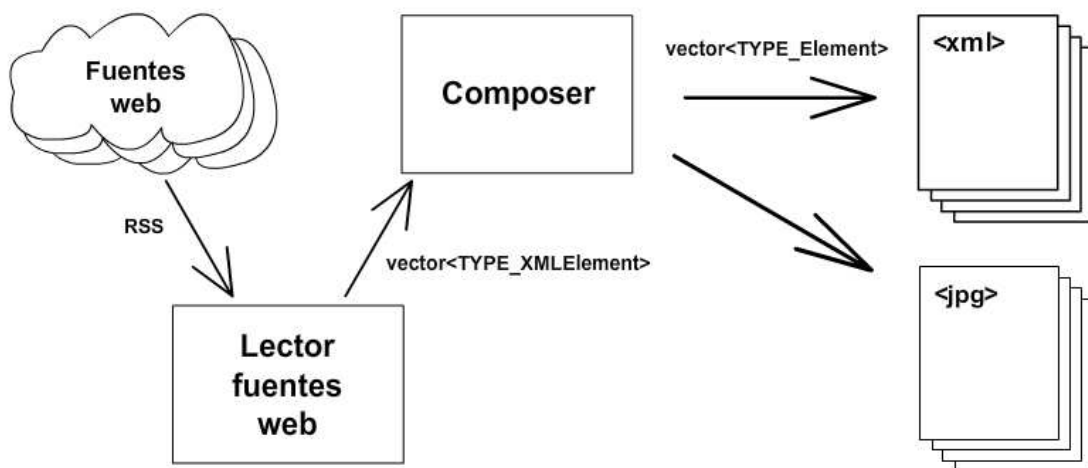 Fuentes
web
RSS
Lector
fuentes
web
vector<TYPE_XMLElement>
Composer
vector<TYPE_Element>
<xml>
<jpg>